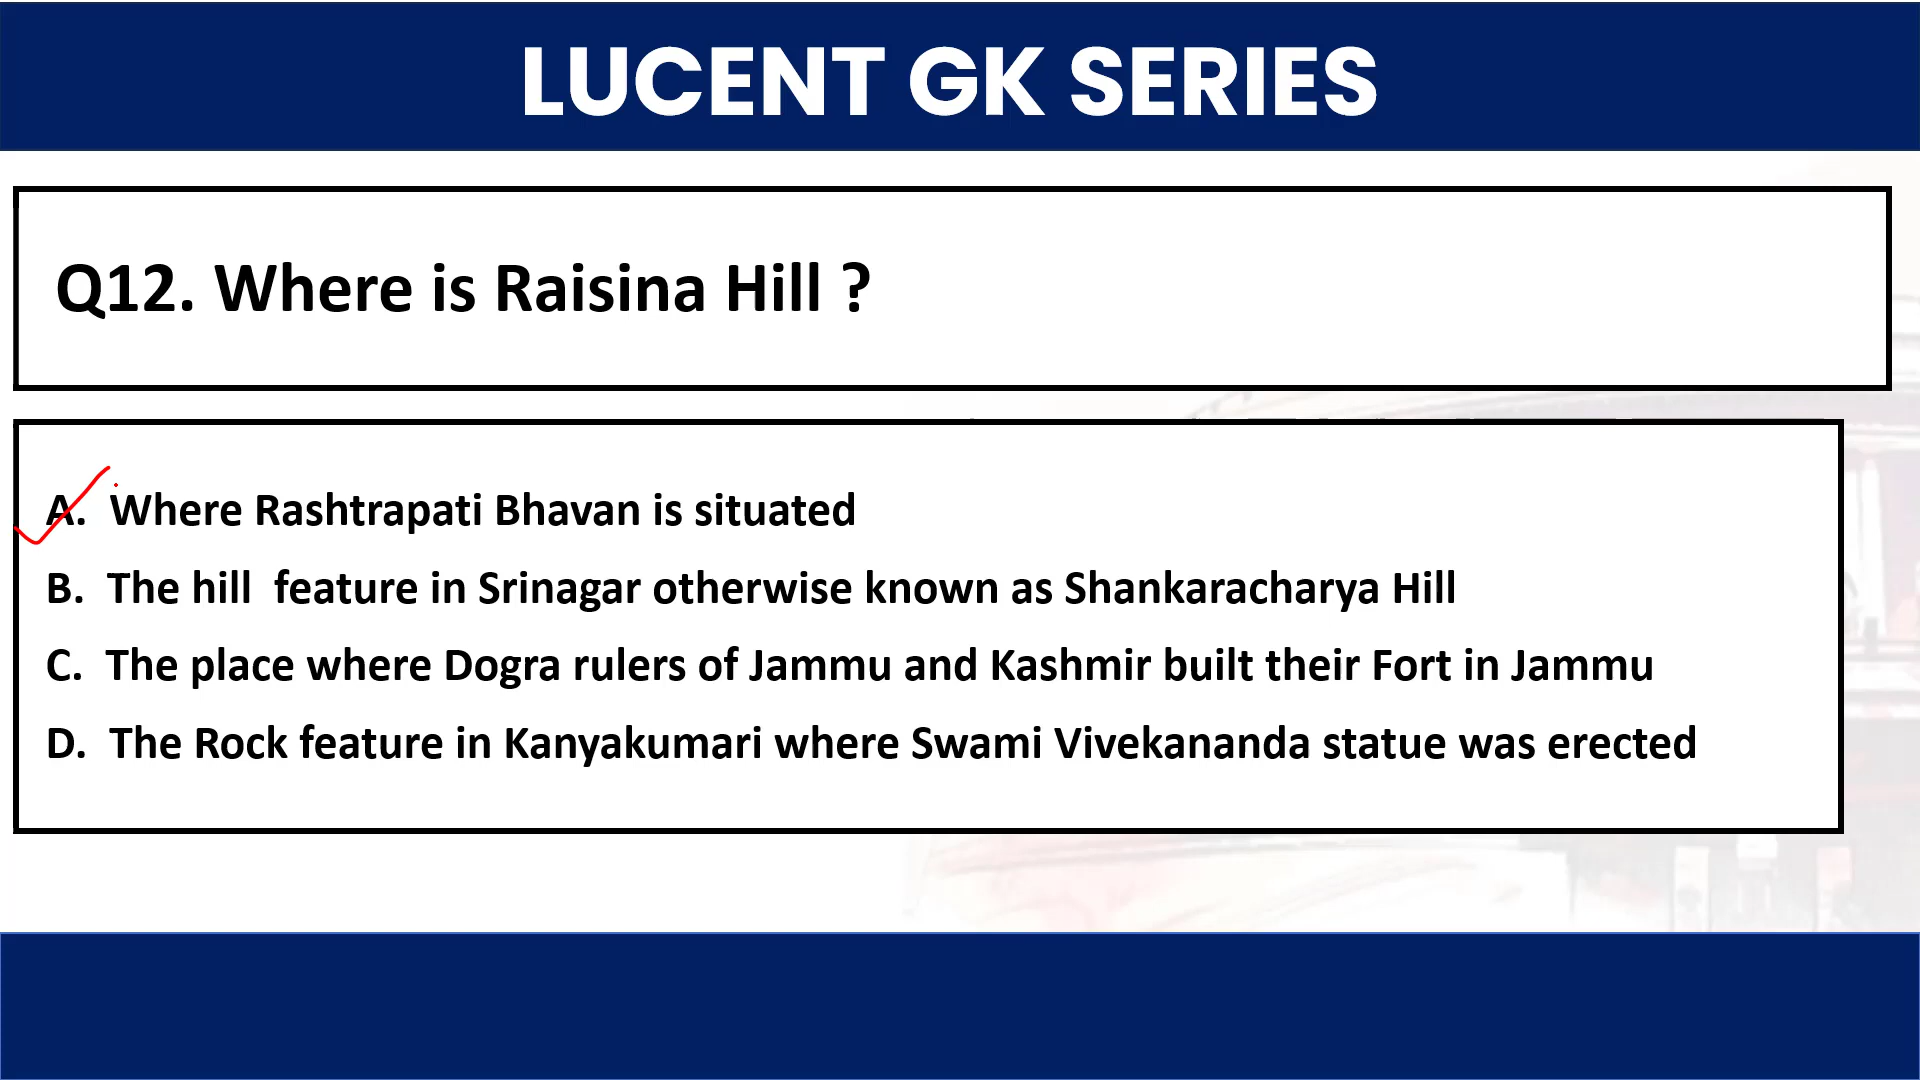 LUCENT GK SERIES
Q12. Where is Raisina Hill ?
A. Where Rashtrapati Bhavan is situated
B. The hill feature in Srinagar otherwise known as Shankaracharya Hill
C. The place where Dogra rulers of Jammu and Kashmir built their Fort in Jammu
D. The Rock feature in Kanyakumari where Swami Vivekananda statue was erected